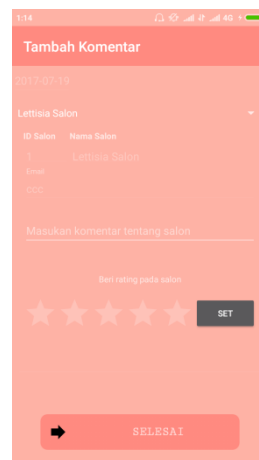 1:14 4G
Tambah Komentar
2017-07-19
Lettisia Salon
ID Salon Nama Salon
1 Lettisia Salon
Email
CCC
Masukan komentar tentang salon
Beri rating pada salon
SET
SELESAI